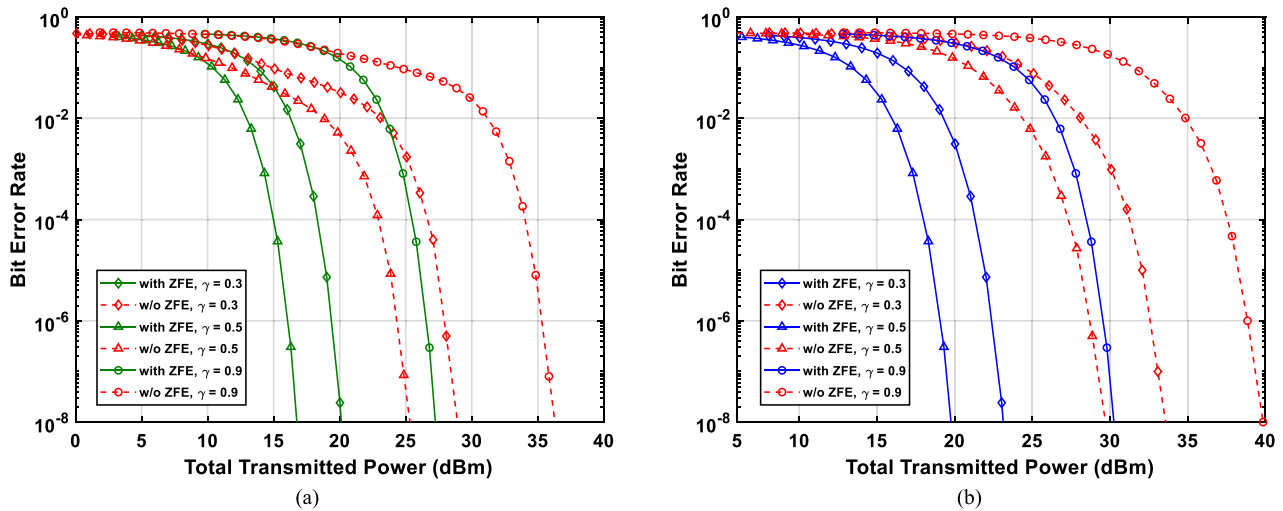 10^0
10^-2
10^-4
10^-6
10^-8
Bit Error Rate
with ZFE, γ = 0.3
w/o ZFE, γ = 0.3
with ZFE, γ = 0.5
w/o ZFE, γ = 0.5
with ZFE, γ = 0.9
w/o ZFE, γ = 0.9
0 5 10 15 20 25 30 35 40
Total Transmitted Power (dBm)
(a)
10^0
10^-2
10^-4
10^-6
10^-8
Bit Error Rate
with ZFE, γ = 0.3
w/o ZFE, γ = 0.3
with ZFE, γ = 0.5
w/o ZFE, γ = 0.5
with ZFE, γ = 0.9
w/o ZFE, γ = 0.9
5 10 15 20 25 30 35 40
Total Transmitted Power (dBm)
(b)